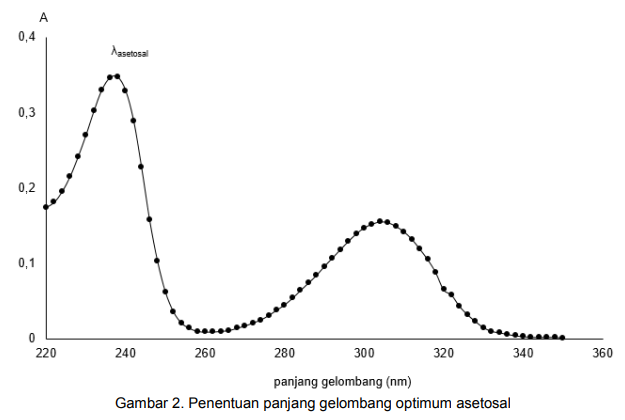 A
0,4
λasetosal
0,3
0,2
0,1
0
220 240 260 280 300 320 340 360
panjang gelombang (nm)
Gambar 2. Penentuan panjang gelombang optimum asetosal